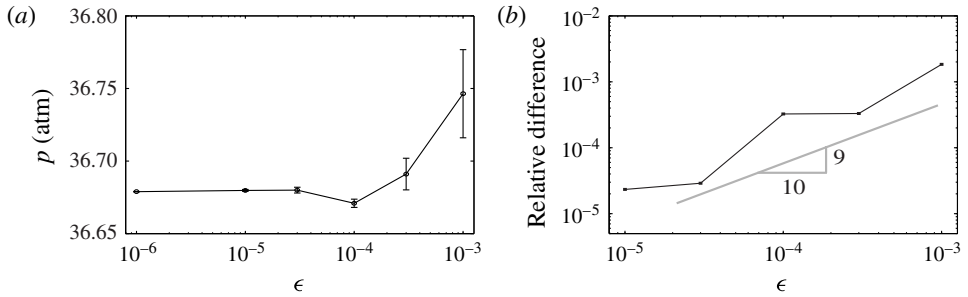 (a)
36.80
36.75
36.70
36.65
p (atm)
10⁻⁶
10⁻⁵
10⁻⁴
10⁻³
ϵ
(b)
10⁻²
10⁻³
10⁻⁴
10⁻⁵
Relative difference
9
10
10⁻⁵
10⁻⁴
10⁻³
ϵ